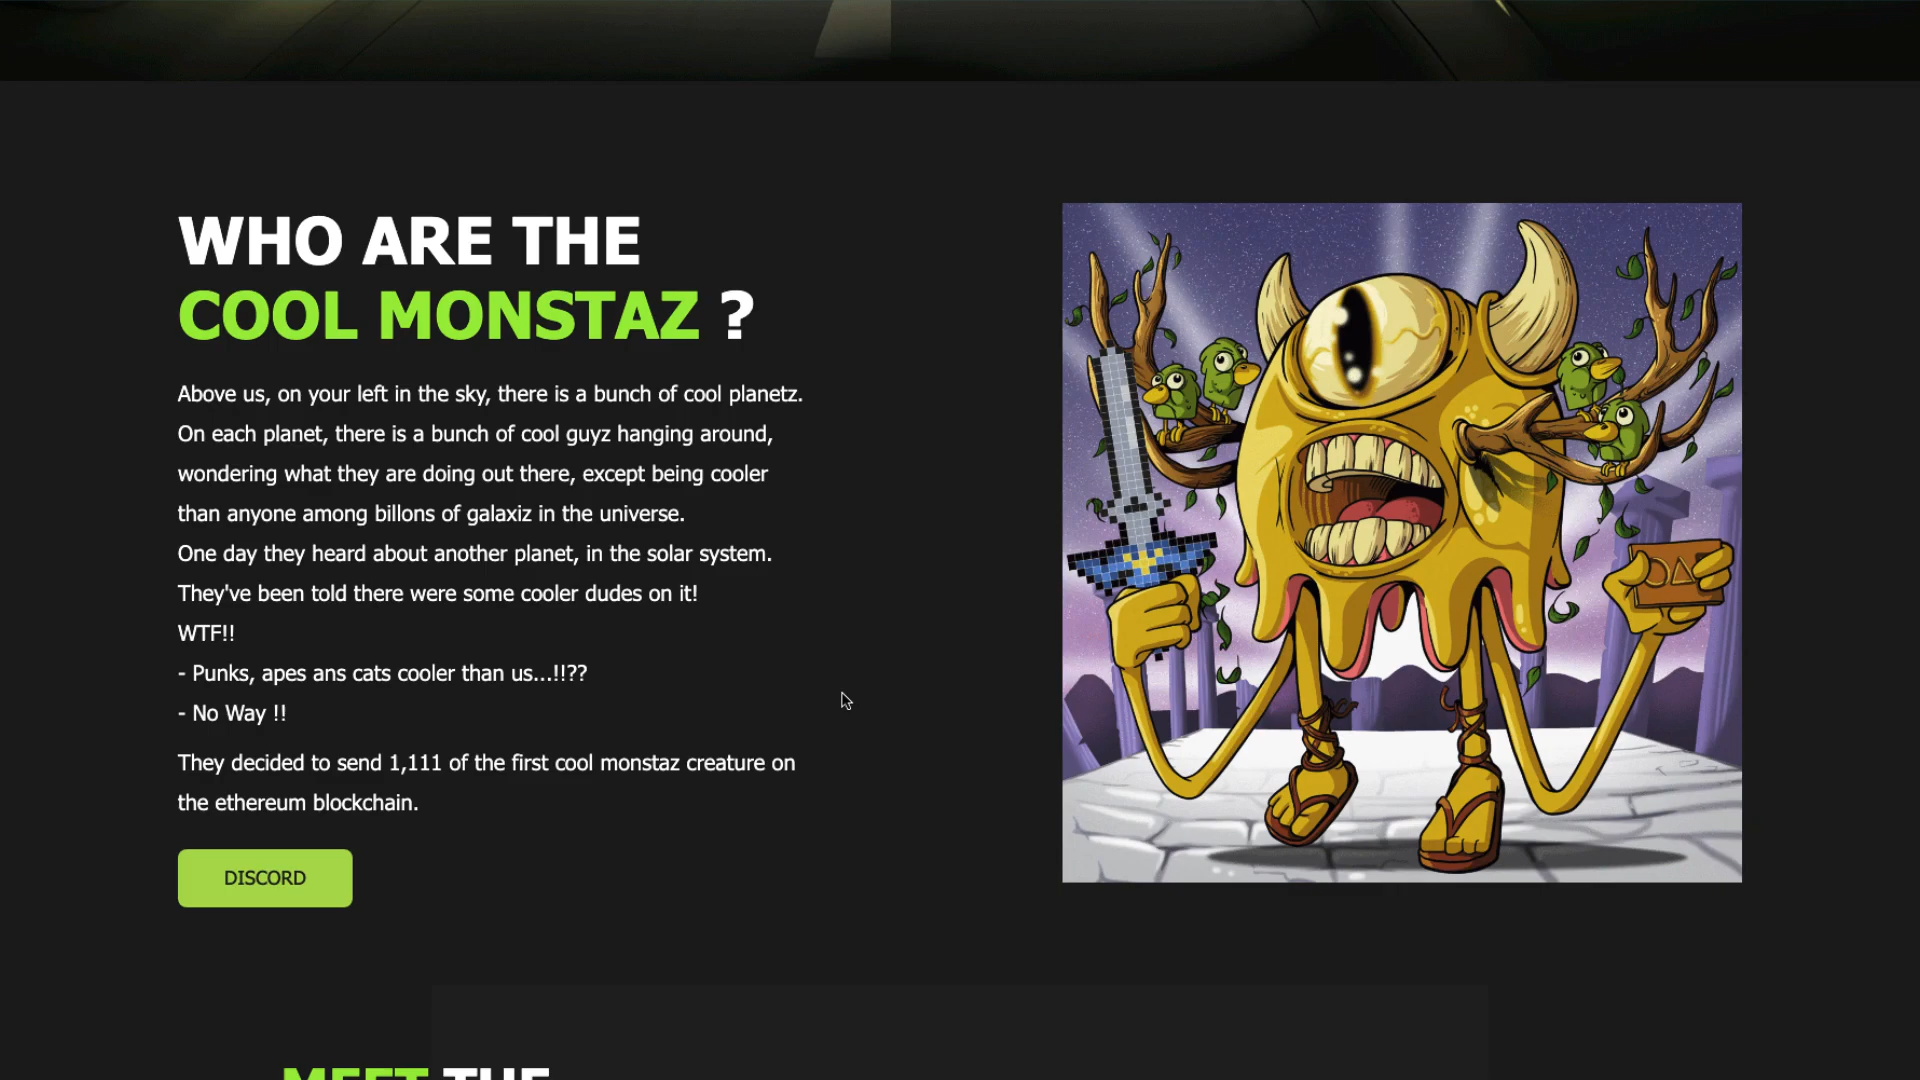 WHO ARE THE
COOL MONSTAZ ?
Above us, on your left in the sky, there is a bunch of cool planetz.
On each planet, there is a bunch of cool guyz hanging around,
wondering what they are doing out there, except being cooler
than anyone among billons of galaxiz in the universe.
One day they heard about another planet, in the solar system.
They've been told there were some cooler dudes on it!
WTF!!
- Punks, apes ans cats cooler than us...!!??
- No Way !!
They decided to send 1,111 of the first cool monstaz creature on
the ethereum blockchain.
DISCORD
MEET THE